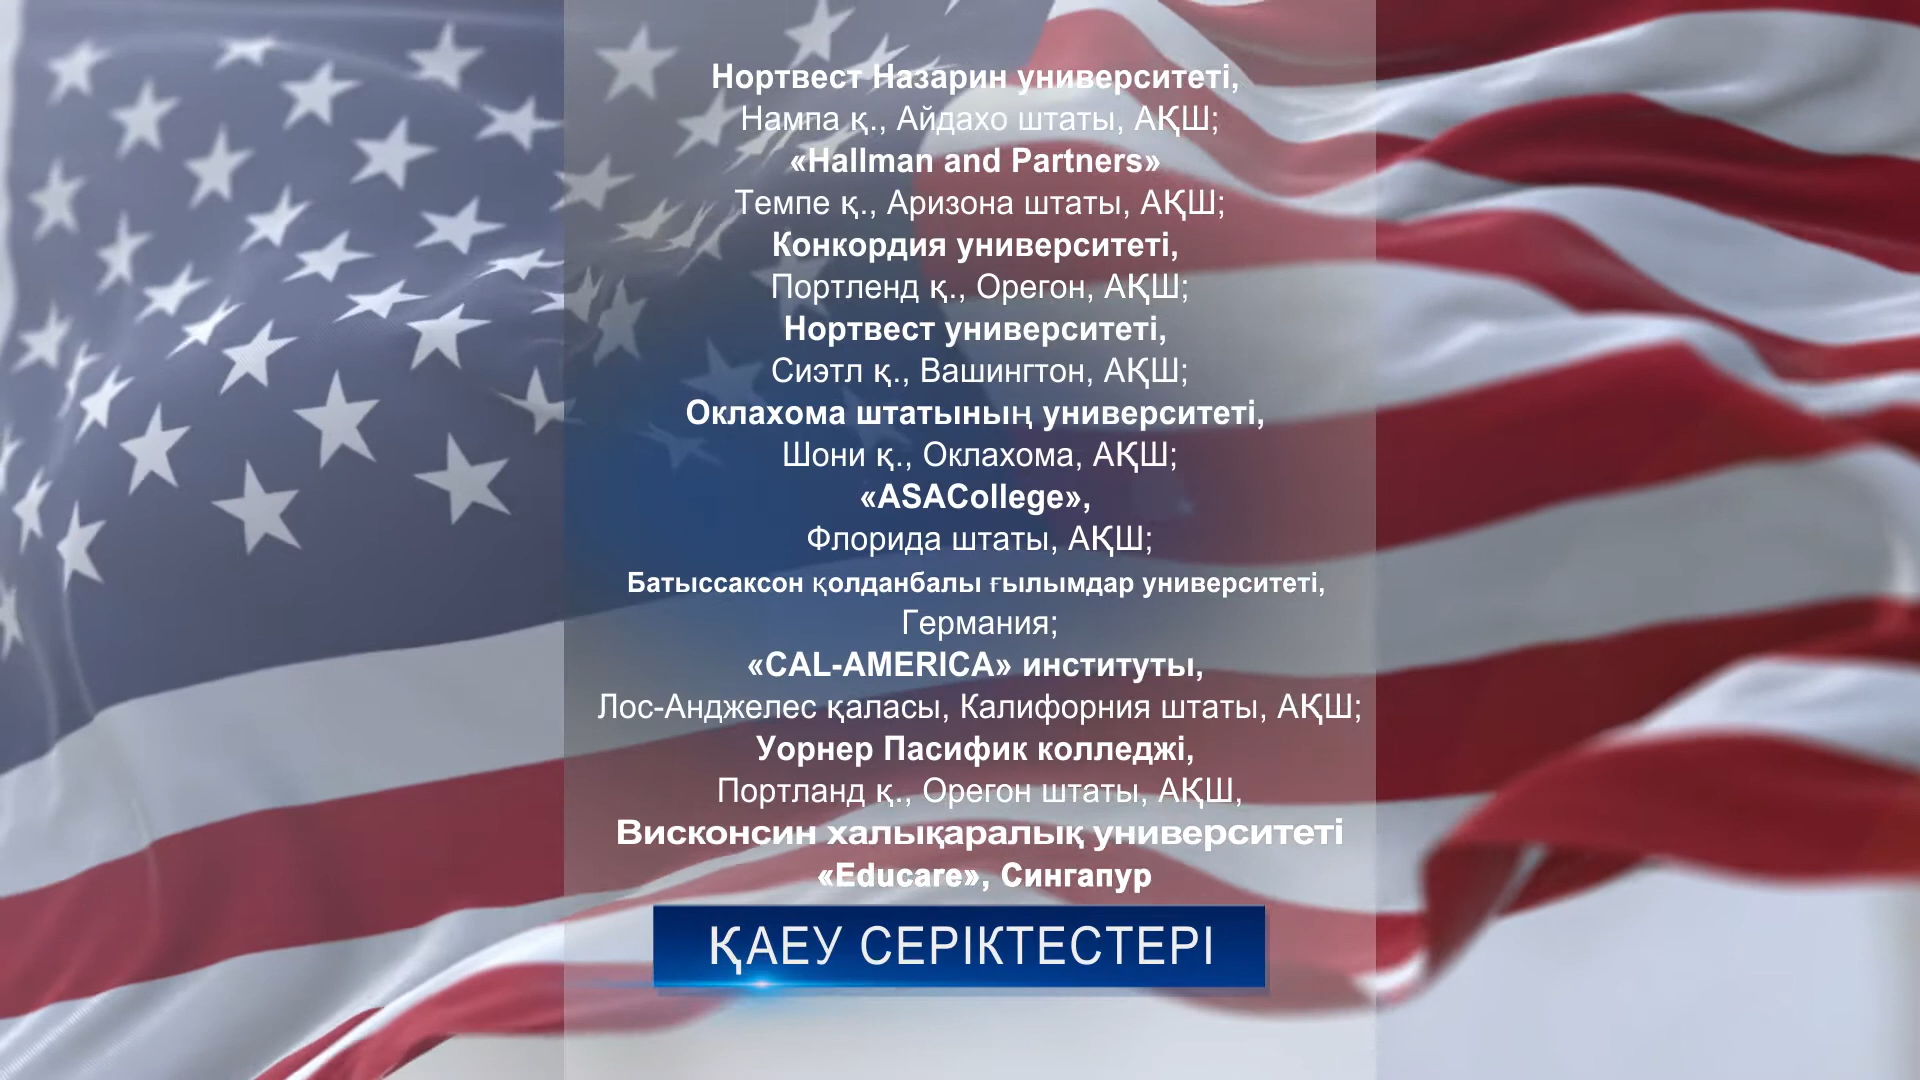 Нортвест Назарин университеті,
Нампа қ., Айдахо штаты, АҚШ;
«Hallman and Partners»
Темпе қ., Аризона штаты, АҚШ;
Конкордия университеті,
Портленд қ., Орегон, АҚШ;
Нортвест университеті,
Сиэтл қ., Вашингтон, АҚШ;
Оклахома штатының университеті,
Шони қ., Оклахома, АҚШ;
«ASACollege»,
Флорида штаты, АҚШ;
Батыссаксон қолданбалы ғылымдар университеті,
Германия;
«CAL-AMERICA» институты,
Лос-Анджелес қаласы, Калифорния штаты, АҚШ;
Уорнер Пасифик колледжі,
Портланд қ., Орегон штаты, АҚШ,
Висконсин халықаралық университеті
«Educare», Сингапур
ҚАЕУ СЕРІКТЕСТЕРІ